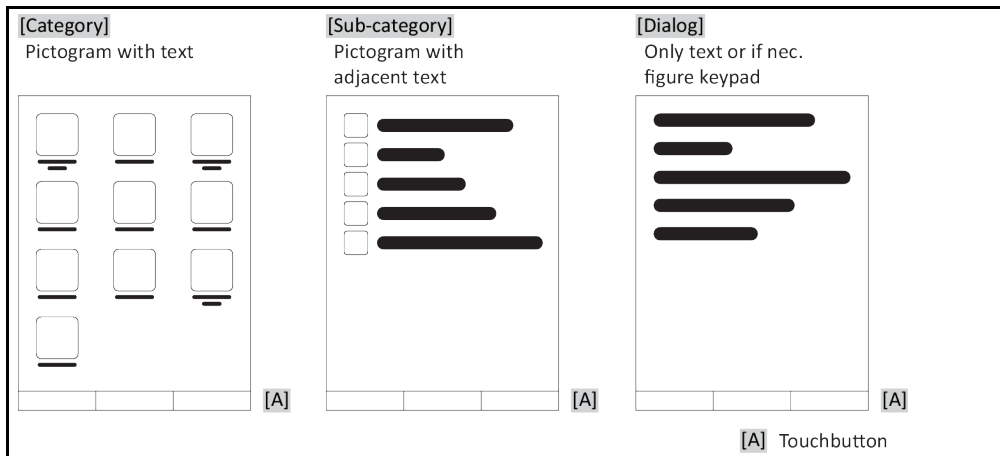 [Category]
Pictogram with text
[Sub-category]
Pictogram with
adjacent text
[Dialog]
Only text or if nec.
figure keypad
[A]
[A]
[A]
[A] Touchbutton